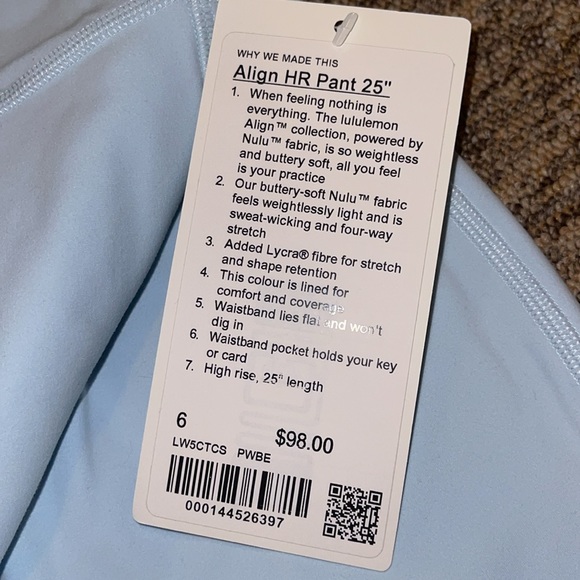 WHY WE MADE THIS
Align HR Pant 25"
1. When feeling nothing is
everything. The lululemon
Align™ collection, powered by
Nulu™ fabric, is so weightless
and buttery soft, all you feel
is your practice
2. Our buttery-soft Nulu™ fabric
feels weightlessly light and is
sweat-wicking and four-way
stretch
3. Added Lycra® fibre for stretch
and shape retention
4. This colour is lined for
comfort and coverage
5. Waistband lies flat and won't
dig in
6. Waistband pocket holds your key
or card
7. High rise, 25" length
6 $98.00
LW5CTCS PWBE
000144526397